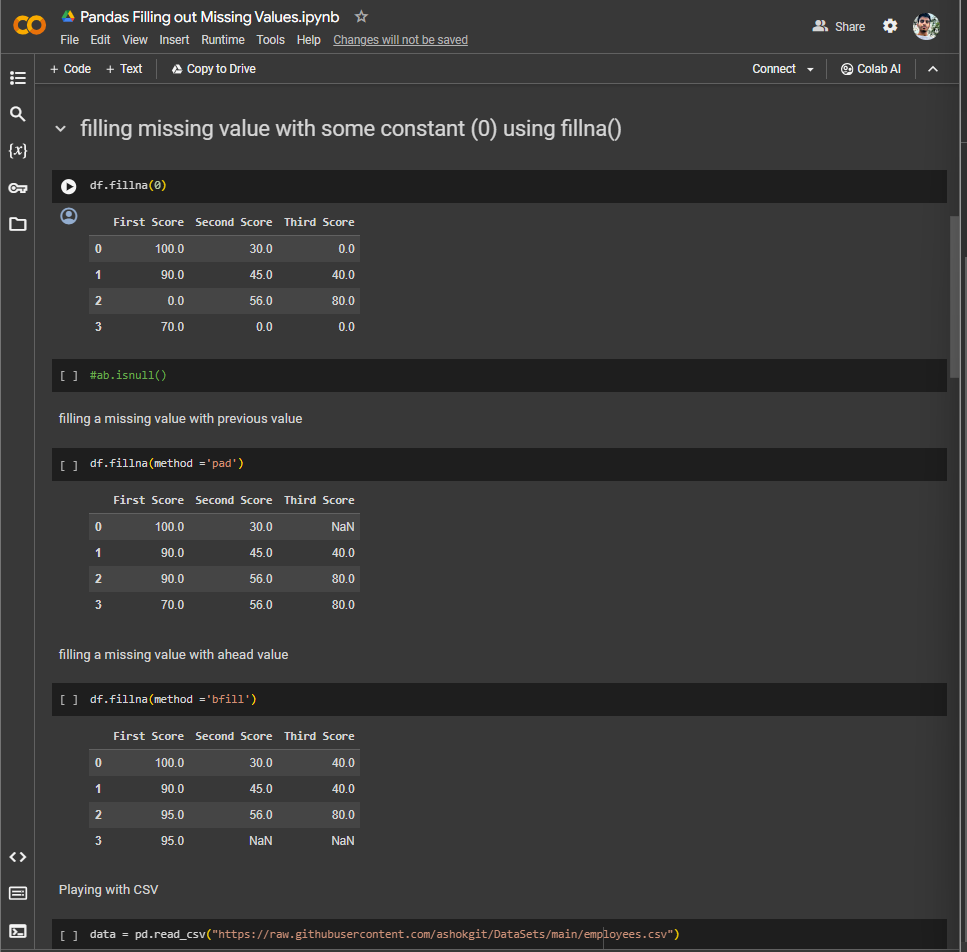 Pandas Filling out Missing Values.ipynb
File Edit View Insert Runtime Tools Help Changes will not be saved
Share
+ Code + Text Copy to Drive
Connect Colab AI
{x}
filling missing value with some constant (0) using fillna()
df.fillna(0)
First Score Second Score Third Score
0 100.0 30.0 0.0
1 90.0 45.0 40.0
2 0.0 56.0 80.0
3 70.0 0.0 0.0
[ ] #ab.isnull()
filling a missing value with previous value
[ ] df.fillna(method ='pad')
First Score Second Score Third Score
0 100.0 30.0 NaN
1 90.0 45.0 40.0
2 90.0 56.0 80.0
3 70.0 56.0 80.0
filling a missing value with ahead value
[ ] df.fillna(method ='bfill')
First Score Second Score Third Score
0 100.0 30.0 40.0
1 90.0 45.0 40.0
2 95.0 56.0 80.0
3 95.0 NaN NaN
Playing with CSV
[ ] data = pd.read_csv("https://raw.githubusercontent.com/ashokgit/DataSets/main/employees.csv")